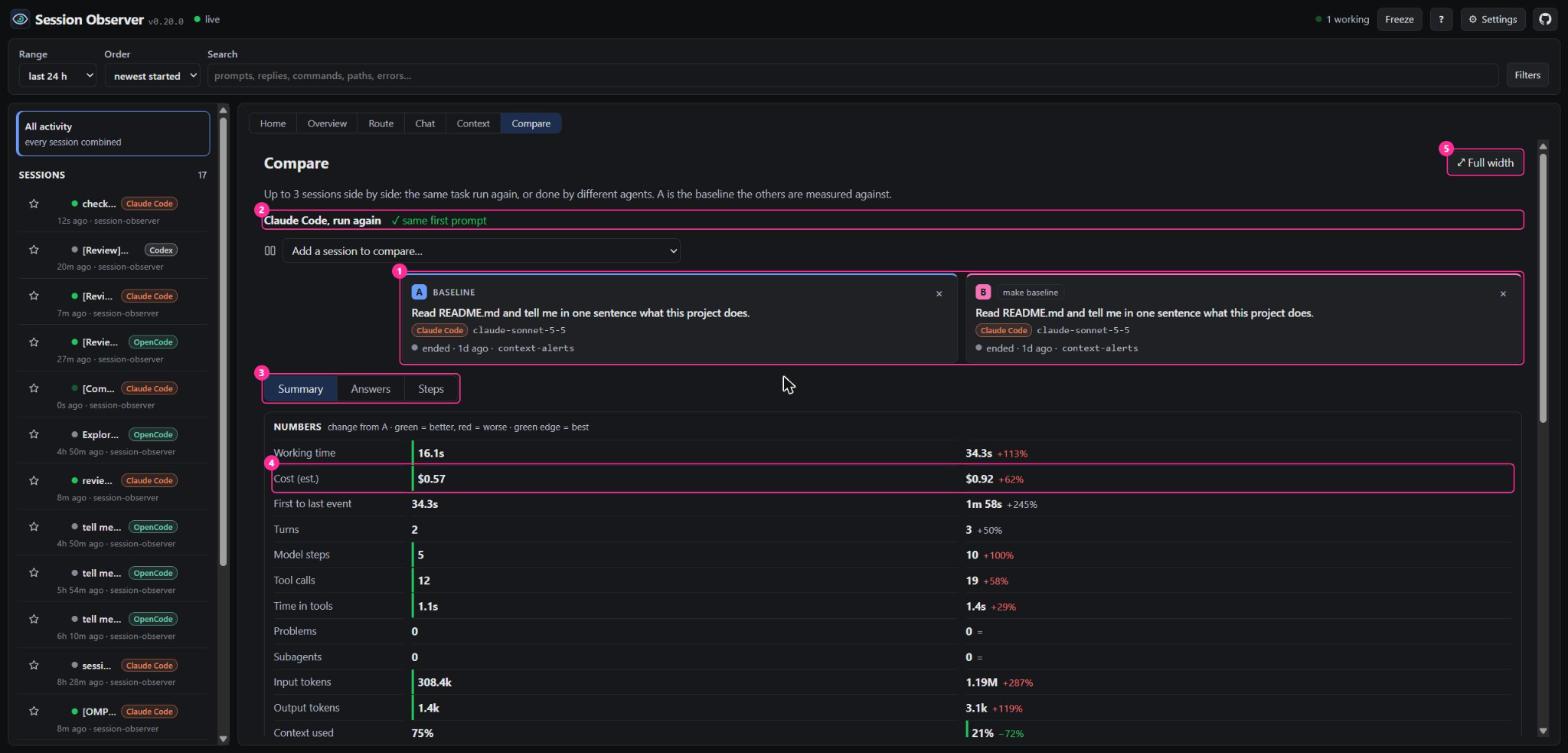 Session Observer v0.20.0 live
1 working Freeze ? Settings
Range Order Search
last 24 h newest started prompts, replies, commands, paths, errors... Filters
All activity
every session combined
SESSIONS 17
check... Claude Code
12s ago · session-observer
[Review]... Codex
20m ago · session-observer
[Revi... Claude Code
7m ago · session-observer
[Revie... OpenCode
27m ago · session-observer
[Com... Claude Code
0s ago · session-observer
Explor... OpenCode
4h 50m ago · session-observer
revie... Claude Code
8m ago · session-observer
tell me... OpenCode
4h 50m ago · session-observer
tell me... OpenCode
5h 54m ago · session-observer
tell me... OpenCode
6h 10m ago · session-observer
sessi... Claude Code
8h 28m ago · session-observer
[OMP... Claude Code
8m ago · session-observer
Home Overview Route Chat Context Compare
Compare
5
Full width
Up to 3 sessions side by side: the same task run again, or done by different agents. A is the baseline the others are measured against.
2
Claude Code, run again ✓ same first prompt
Add a session to compare...
1
A BASELINE ×
Read README.md and tell me in one sentence what this project does.
Claude Code claude-sonnet-5-5
ended · 1d ago · context-alerts
B make baseline ×
Read README.md and tell me in one sentence what this project does.
Claude Code claude-sonnet-5-5
ended · 1d ago · context-alerts
3
Summary Answers Steps
NUMBERS change from A · green = better, red = worse · green edge = best
Working time 16.1s 34.3s +113%
4
Cost (est.) $0.57 $0.92 +62%
First to last event 34.3s 1m 58s +245%
Turns 2 3 +50%
Model steps 5 10 +100%
Tool calls 12 19 +58%
Time in tools 1.1s 1.4s +29%
Problems 0 0 =
Subagents 0 0 =
Input tokens 308.4k 1.19M +287%
Output tokens 1.4k 3.1k +119%
Context used 75% 21% −72%